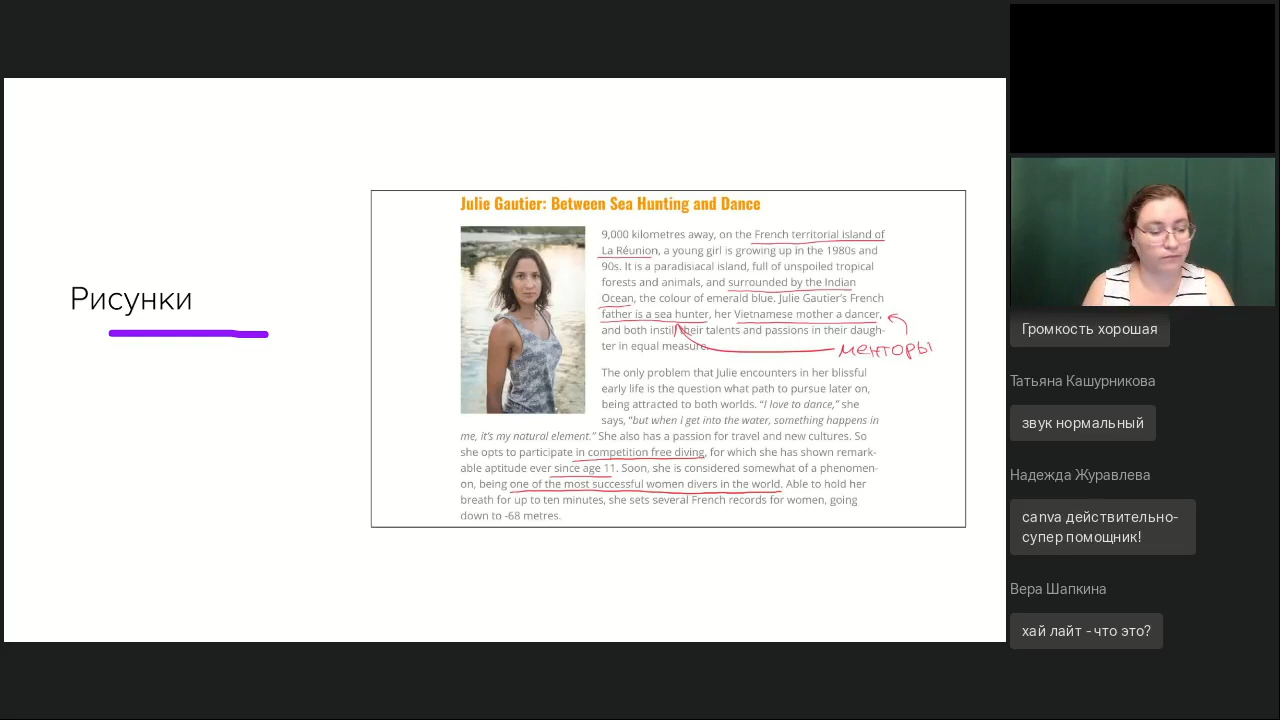 Рисунки
Julie Gautier: Between Sea Hunting and Dance
9,000 kilometres away, on the French territorial island of
La Réunion, a young girl is growing up in the 1980s and
90s. It is a paradisiacal island, full of unspoiled tropical
forests and animals, and surrounded by the Indian
Ocean, the colour of emerald blue. Julie Gautier's French
father is a sea hunter, her Vietnamese mother a dancer,
and both instill their talents and passions in their daugh-
ter in equal measure.
менторы
The only problem that Julie encounters in her blissful
early life is the question what path to pursue later on,
being attracted to both worlds. “I love to dance,” she
says, “but when i get into the water, something happens in
me, it’s my natural element.” She also has a passion for travel and new cultures. So
she opts to participate in competition free diving, for which she has shown remark-
able aptitude ever since age 11. Soon, she is considered somewhat of a phenomen-
on, being one of the most successful women divers in the world. Able to hold her
breath for up to ten minutes, she sets several French records for women, going
down to -68 metres.
Громкость хорошая
Татьяна Кашурникова
звук нормальный
Надежда Журавлева
canva действительно-
супер помощник!
Вера Шапкина
хай лайт - что это?